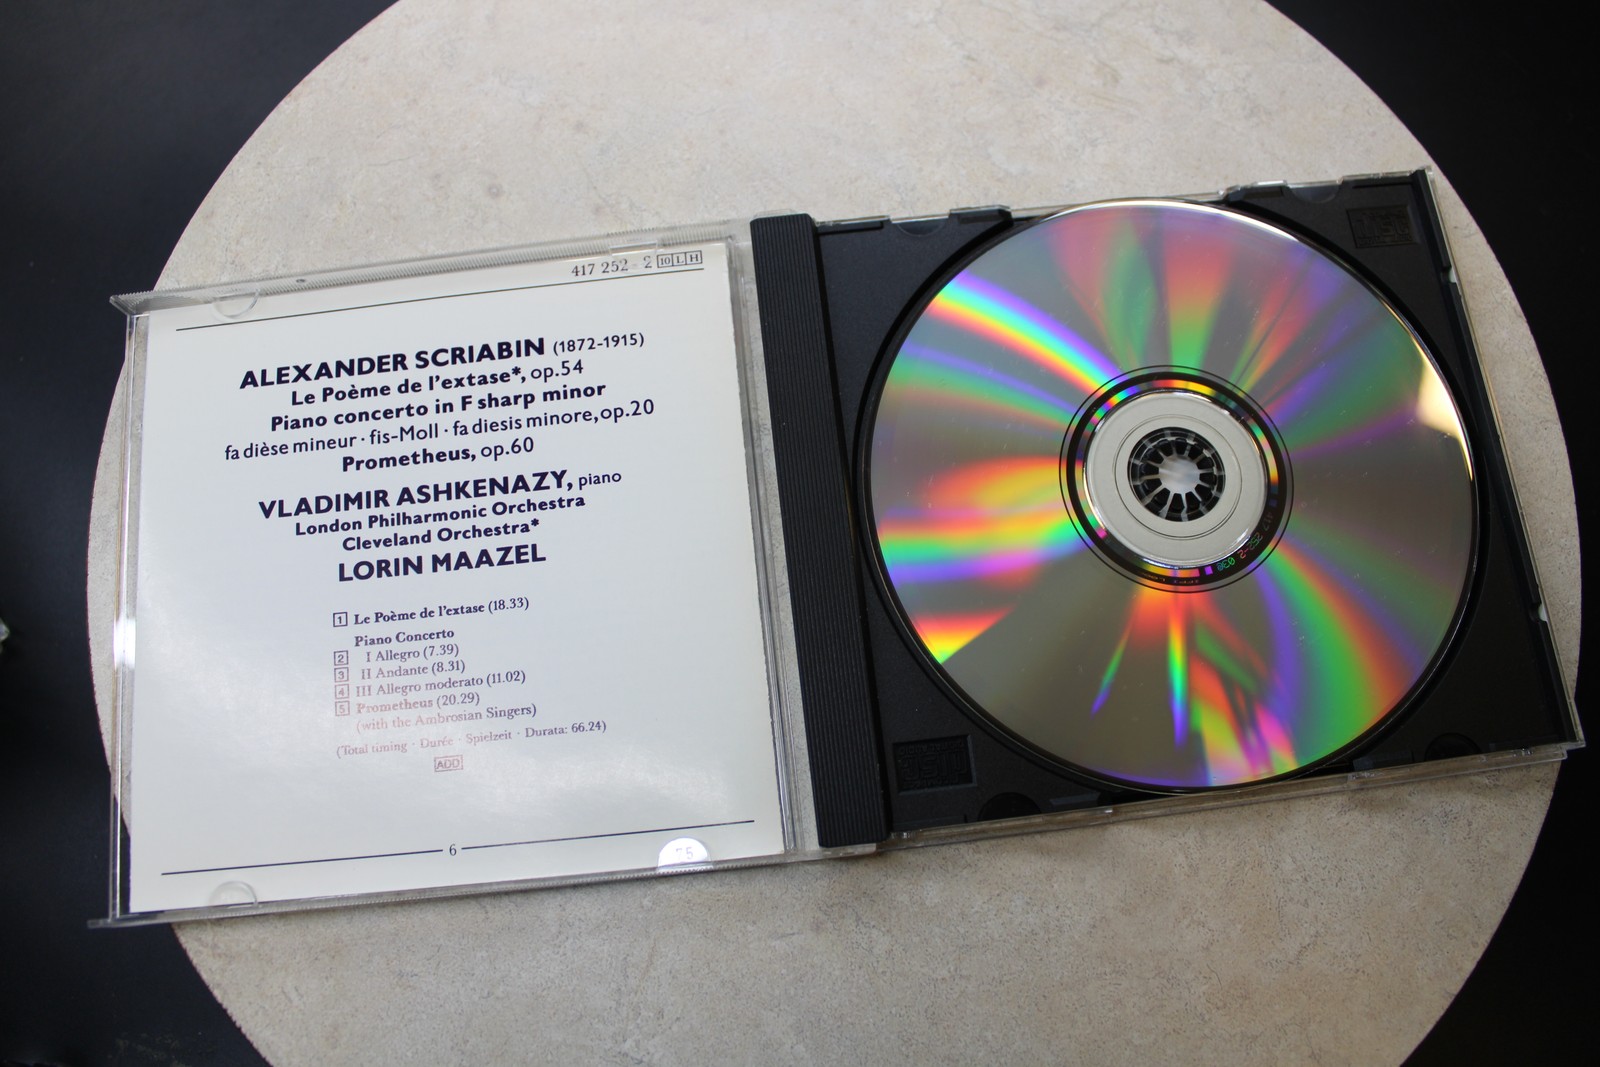 417 252-2 10 L H
ALEXANDER SCRIABIN (1872-1915)
Le Poème de l'extase*, op.54
Piano concerto in F sharp minor
fa dièse mineur · fis-Moll · fa diesis minore, op.20
Prometheus, op.60
VLADIMIR ASHKENAZY, piano
London Philharmonic Orchestra
Cleveland Orchestra*
LORIN MAAZEL
1 Le Poème de l'extase (18.33)
Piano Concerto
2 I Allegro (7.39)
3 II Andante (8.31)
4 III Allegro moderato (11.02)
5 Prometheus (20.29)
(with the Ambrosian Singers)
(Total timing · Durée · Spielzeit · Durata: 66.24)
ADD
6
417 252-2 030